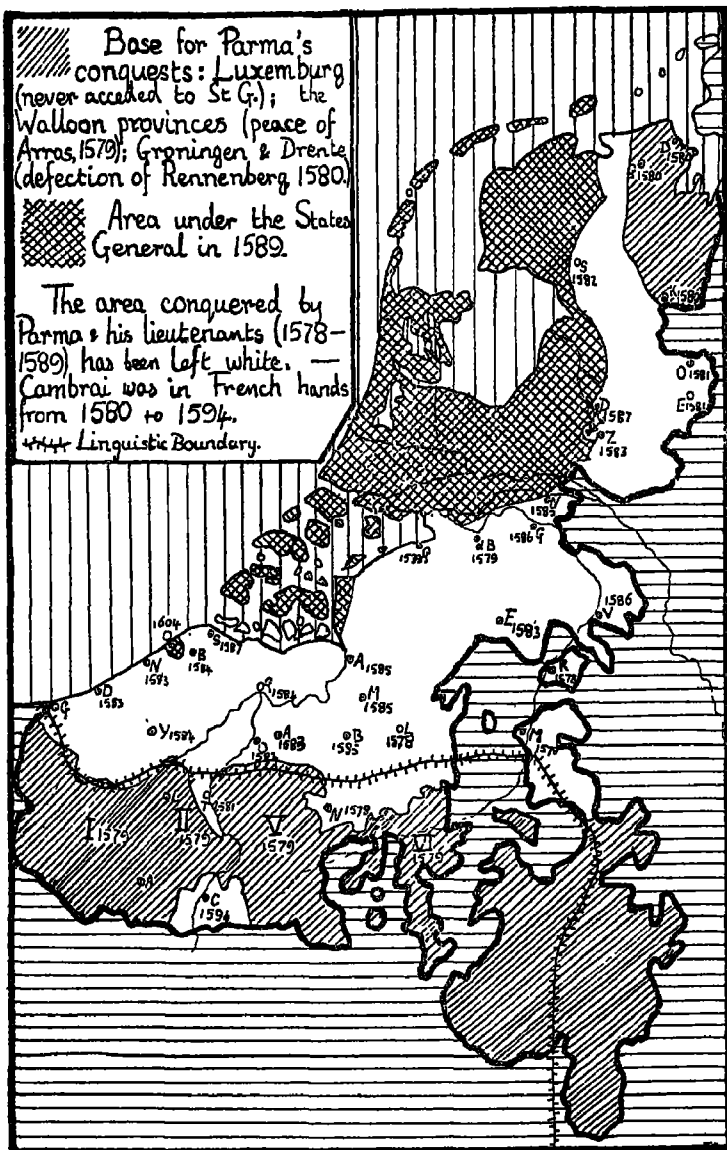 Base for Parma's
conquests: Luxemburg
(never acceded to St G.); the
Walloon provinces (peace of
Arras, 1579); Groningen & Drente
(defection of Rennenberg 1580.)
Area under the States
General in 1589.
The area conquered by
Parma & his lieutenants (1578–
1589) has been left white. —
Cambrai was in French hands
from 1580 to 1594.
Linguistic Boundary.
D
G
1580
S
1582
O
1581
E
D
1587
Z
1583
N
1585
1586 G
dB
1579
1586
V
E
1583
1604
O
S
1587
B
1584
N
1583
A
1585
R
1578
D
1583
G
G
1584
M
1585
Y 1584
A
1583
B
1585
L
1578
M
D
L
I
1579
II
1579
1581
V
1579
N 1578
VI
1579
A
C
1594